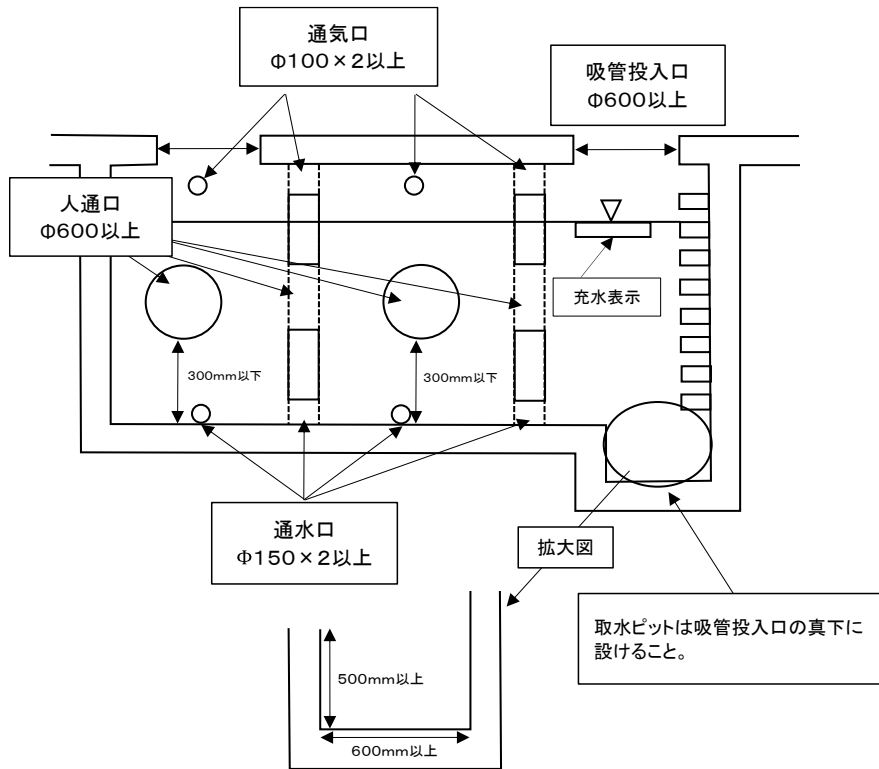 通気口
Φ100×2以上
吸管投入口
Φ600以上
人通口
Φ600以上
充水表示
300mm以下
300mm以下
通水口
Φ150×2以上
拡大図
取水ピットは吸管投入口の真下に
設けること。
500mm以上
600mm以上